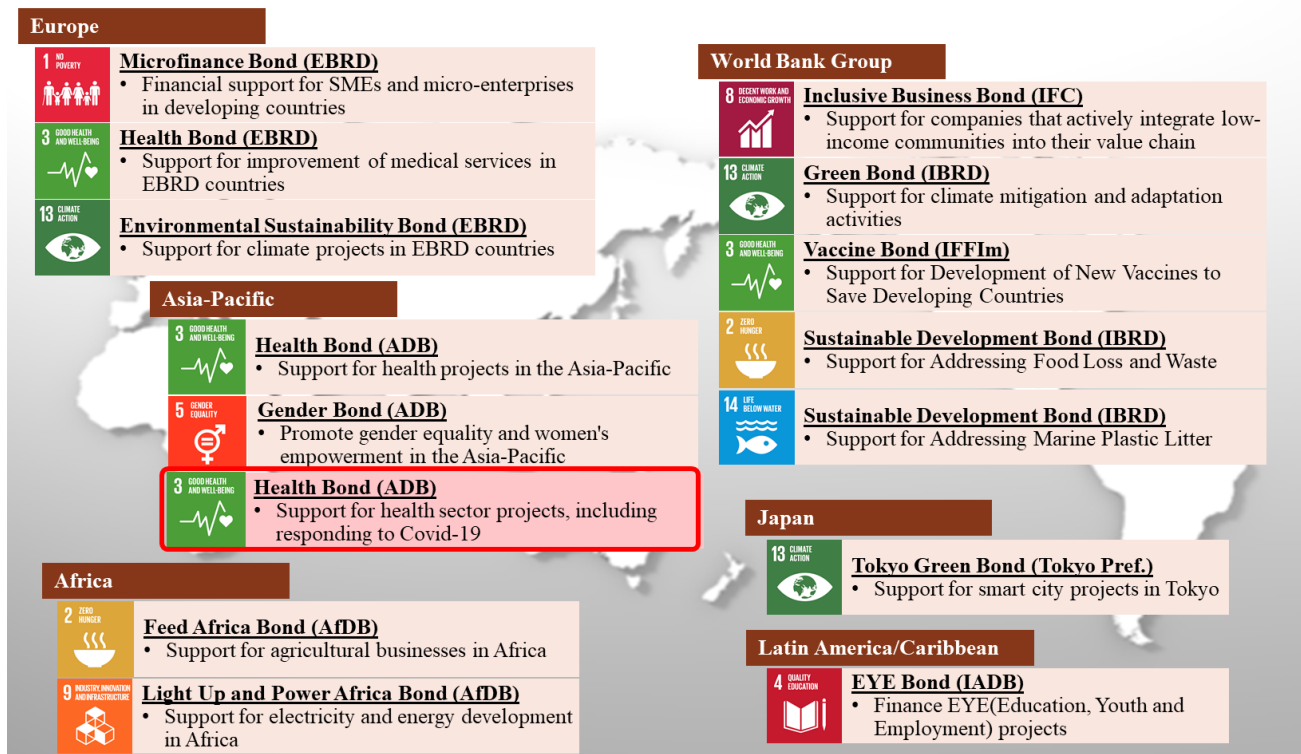 Europe
1 NO POVERTY
Microfinance Bond (EBRD)
• Financial support for SMEs and micro-enterprises
in developing countries
3 GOOD HEALTH AND WELL-BEING
Health Bond (EBRD)
• Support for improvement of medical services in
EBRD countries
13 CLIMATE ACTION
Environmental Sustainability Bond (EBRD)
• Support for climate projects in EBRD countries
Asia-Pacific
3 GOOD HEALTH AND WELL-BEING
Health Bond (ADB)
• Support for health projects in the Asia-Pacific
5 GENDER EQUALITY
Gender Bond (ADB)
• Promote gender equality and women's
empowerment in the Asia-Pacific
3 GOOD HEALTH AND WELL-BEING
Health Bond (ADB)
• Support for health sector projects, including
responding to Covid-19
Africa
2 ZERO HUNGER
Feed Africa Bond (AfDB)
• Support for agricultural businesses in Africa
9 INDUSTRY, INNOVATION AND INFRASTRUCTURE
Light Up and Power Africa Bond (AfDB)
• Support for electricity and energy development
in Africa
World Bank Group
8 DECENT WORK AND ECONOMIC GROWTH
Inclusive Business Bond (IFC)
• Support for companies that actively integrate low-
income communities into their value chain
13 CLIMATE ACTION
Green Bond (IBRD)
• Support for climate mitigation and adaptation
activities
3 GOOD HEALTH AND WELL-BEING
Vaccine Bond (IFFIm)
• Support for Development of New Vaccines to
Save Developing Countries
2 ZERO HUNGER
Sustainable Development Bond (IBRD)
• Support for Addressing Food Loss and Waste
14 LIFE BELOW WATER
Sustainable Development Bond (IBRD)
• Support for Addressing Marine Plastic Litter
Japan
13 CLIMATE ACTION
Tokyo Green Bond (Tokyo Pref.)
• Support for smart city projects in Tokyo
Latin America/Caribbean
4 QUALITY EDUCATION
EYE Bond (IADB)
• Finance EYE(Education, Youth and
Employment) projects